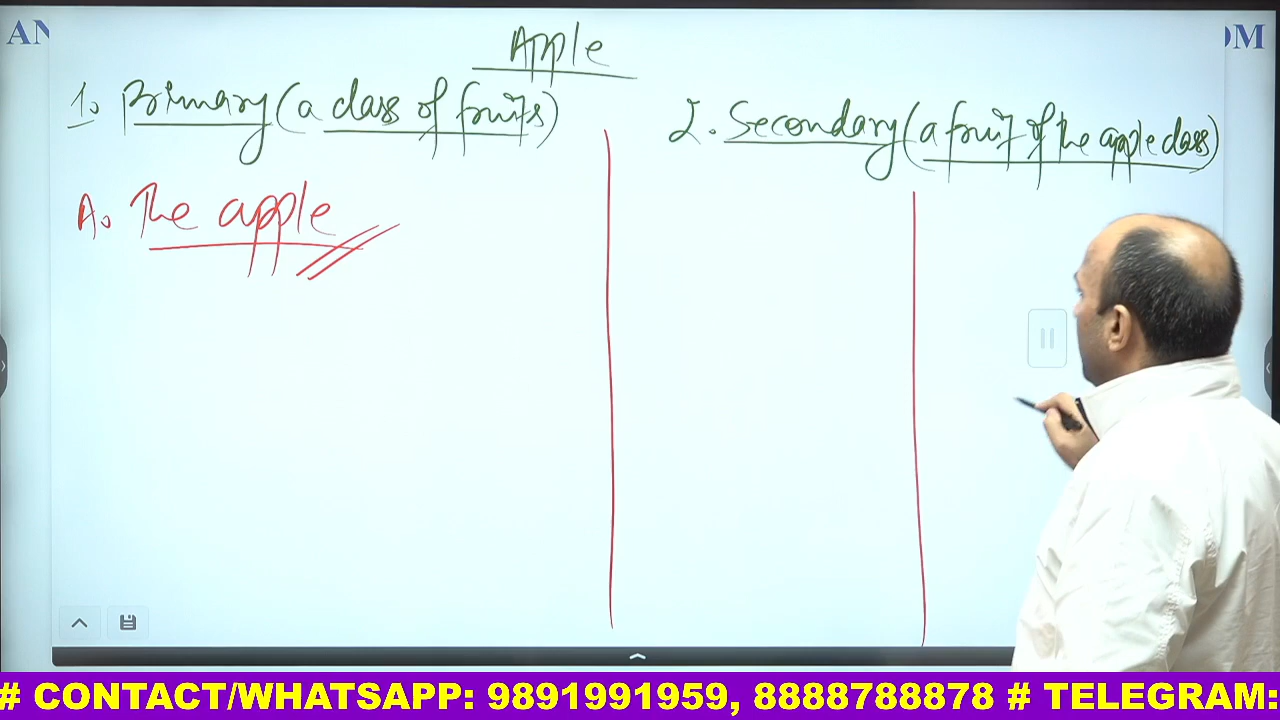 AN
OM
Apple
1. Primary (a class of fruits)
2. Secondary (a fruit of the apple class)
A. The apple
# CONTACT/WHATSAPP: 9891991959, 8888788878 # TELEGRAM: